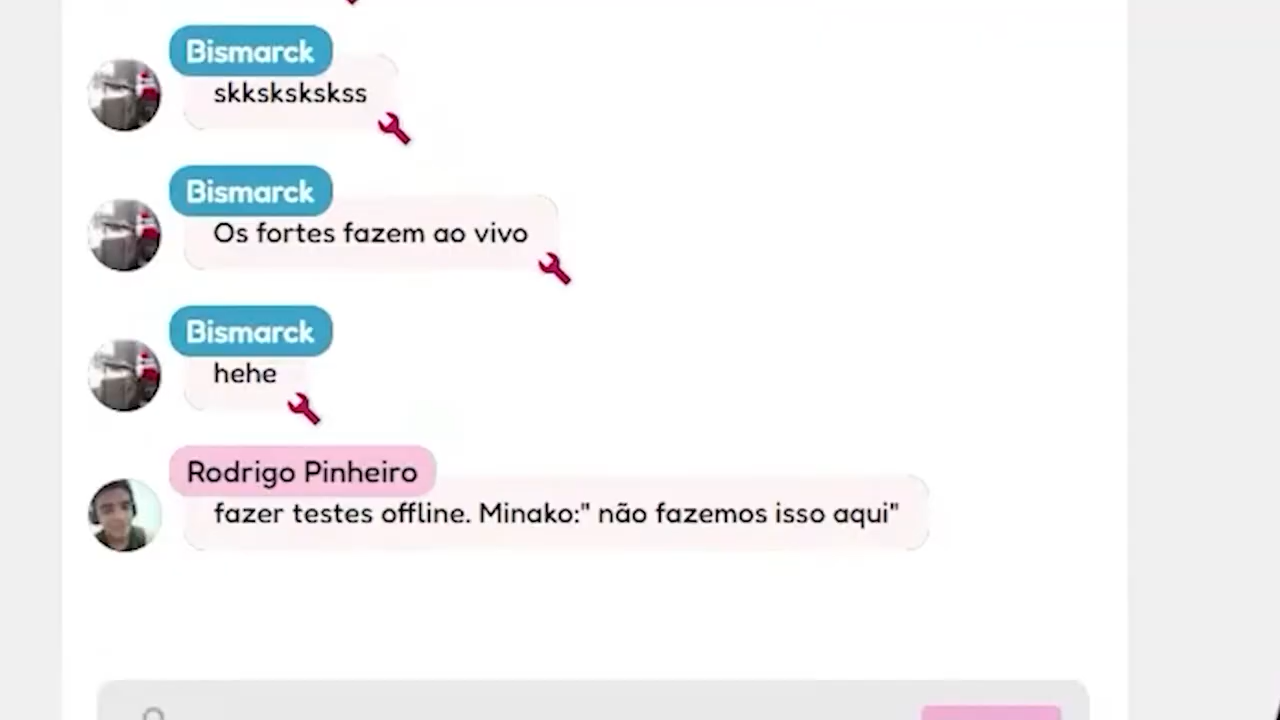 Bismarck
skksksksksss
Bismarck
Os fortes fazem ao vivo
Bismarck
hehe
Rodrigo Pinheiro
fazer testes offline. Minako:" não fazemos isso aqui"